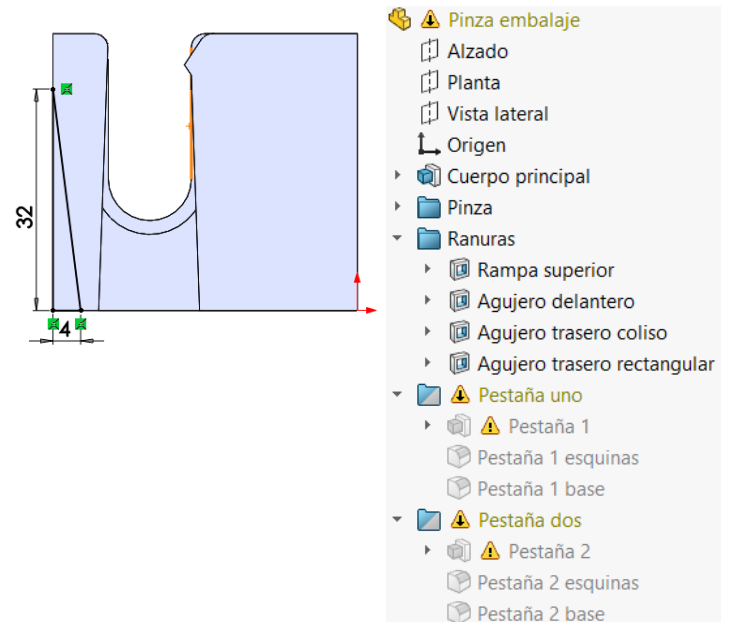 32
4
Pinza embalaje
Alzado
Planta
Vista lateral
Origen
Cuerpo principal
Pinza
Ranuras
Rampa superior
Agujero delantero
Agujero trasero coliso
Agujero trasero rectangular
Pestaña uno
Pestaña 1
Pestaña 1 esquinas
Pestaña 1 base
Pestaña dos
Pestaña 2
Pestaña 2 esquinas
Pestaña 2 base